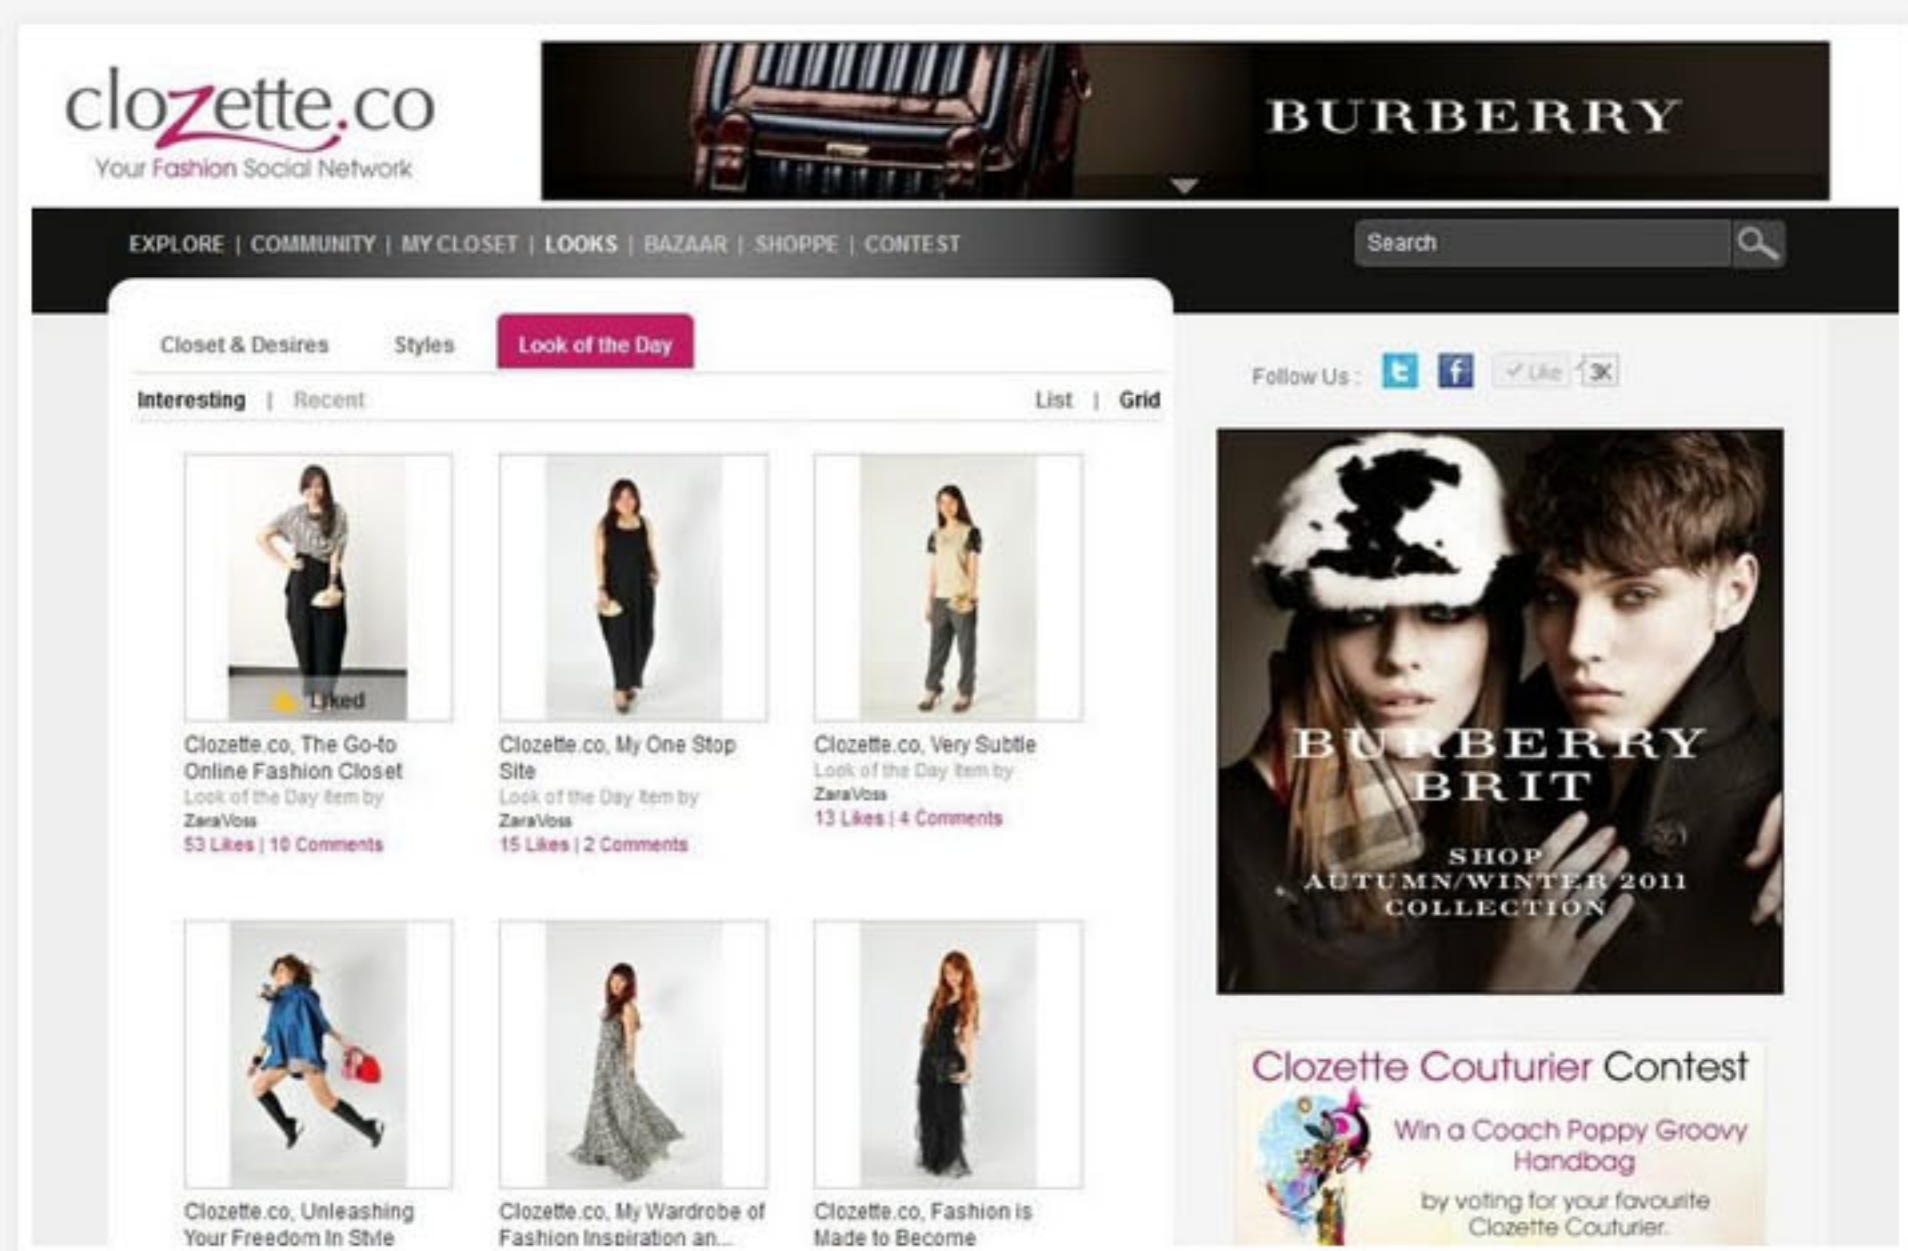 clozette.co
Your Fashion Social Network
BURBERRY
EXPLORE | COMMUNITY | MY CLOSET | LOOKS | BAZAAR | SHOPPE | CONTEST
Search
Closet & Desires
Styles
Look of the Day
Interesting | Recent
List | Grid
Liked
Clozette.co, The Go-to
Online Fashion Closet
Look of the Day item by
ZaraVoss
53 Likes | 10 Comments
Clozette.co, My One Stop
Site
Look of the Day item by
ZaraVoss
15 Likes | 2 Comments
Clozette.co, Very Subtle
Look of the Day item by
ZaraVoss
13 Likes | 4 Comments
Clozette.co, Unleashing
Your Freedom In Style
Clozette.co, My Wardrobe of
Fashion Inspiration an...
Clozette.co, Fashion is
Made to Become
Follow Us :
t
f
Like
3K
BURBERRY
BRIT
SHOP
AUTUMN/WINTER 2011
COLLECTION
Clozette Couturier Contest
Win a Coach Poppy Groovy
Handbag
by voting for your favourite
Clozette Couturier.